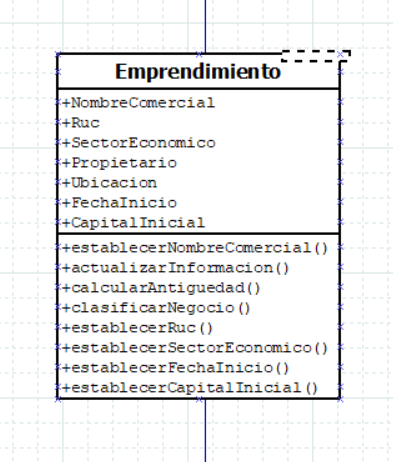 Emprendimiento
+NombreComercial
+Ruc
+SectorEconomico
+Propietario
+Ubicacion
+FechaInicio
+CapitalInicial
+establecerNombreComercial()
+actualizarInformacion()
+calcularAntiguedad()
+clasificarNegocio()
+establecerRuc()
+establecerSectorEconomico()
+establecerFechaInicio()
+establecerCapitalInicial()